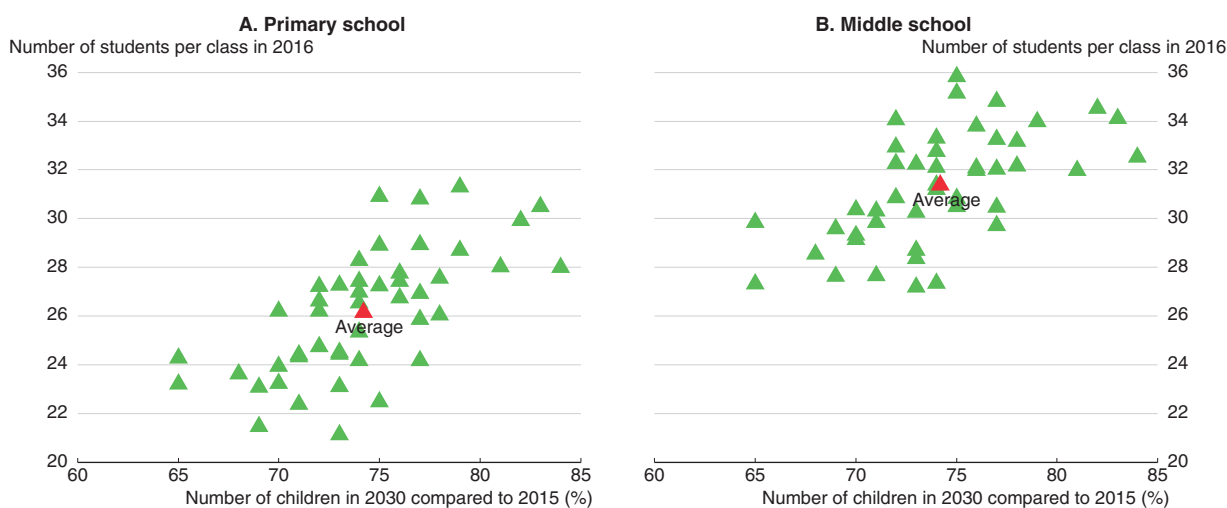 A. Primary school
Number of students per class in 2016
36
34
32
30
28
26
24
22
20
Average
60 65 70 75 80 85
Number of children in 2030 compared to 2015 (%)
B. Middle school
Number of students per class in 2016
36
34
32
30
28
26
24
22
20
Average
60 65 70 75 80 85
Number of children in 2030 compared to 2015 (%)